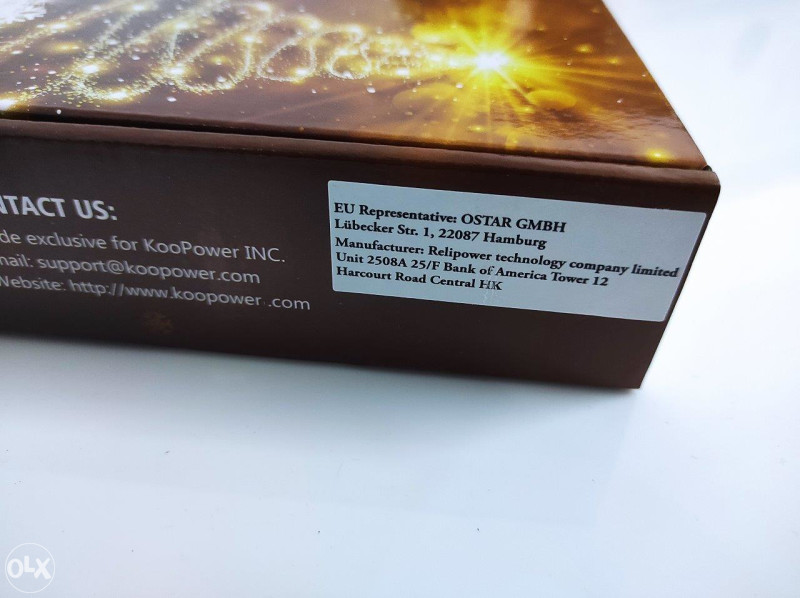 NTACT US:
de exclusive for KooPower INC.
mail: support@koopower.com
Website: http://www.koopower.com
EU Representative: OSTAR GMBH
Lübecker Str. 1, 22087 Hamburg
Manufacturer: Relipower technology company limited
Unit 2508A 25/F Bank of America Tower 12
Harcourt Road Central HK
OLX